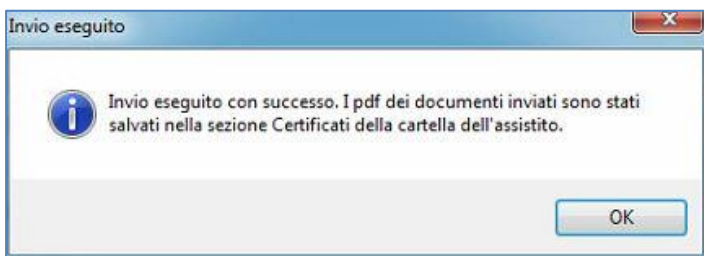 Invio eseguito
Invio eseguito con successo. I pdf dei documenti inviati sono stati
salvati nella sezione Certificati della cartella dell'assistito.
OK